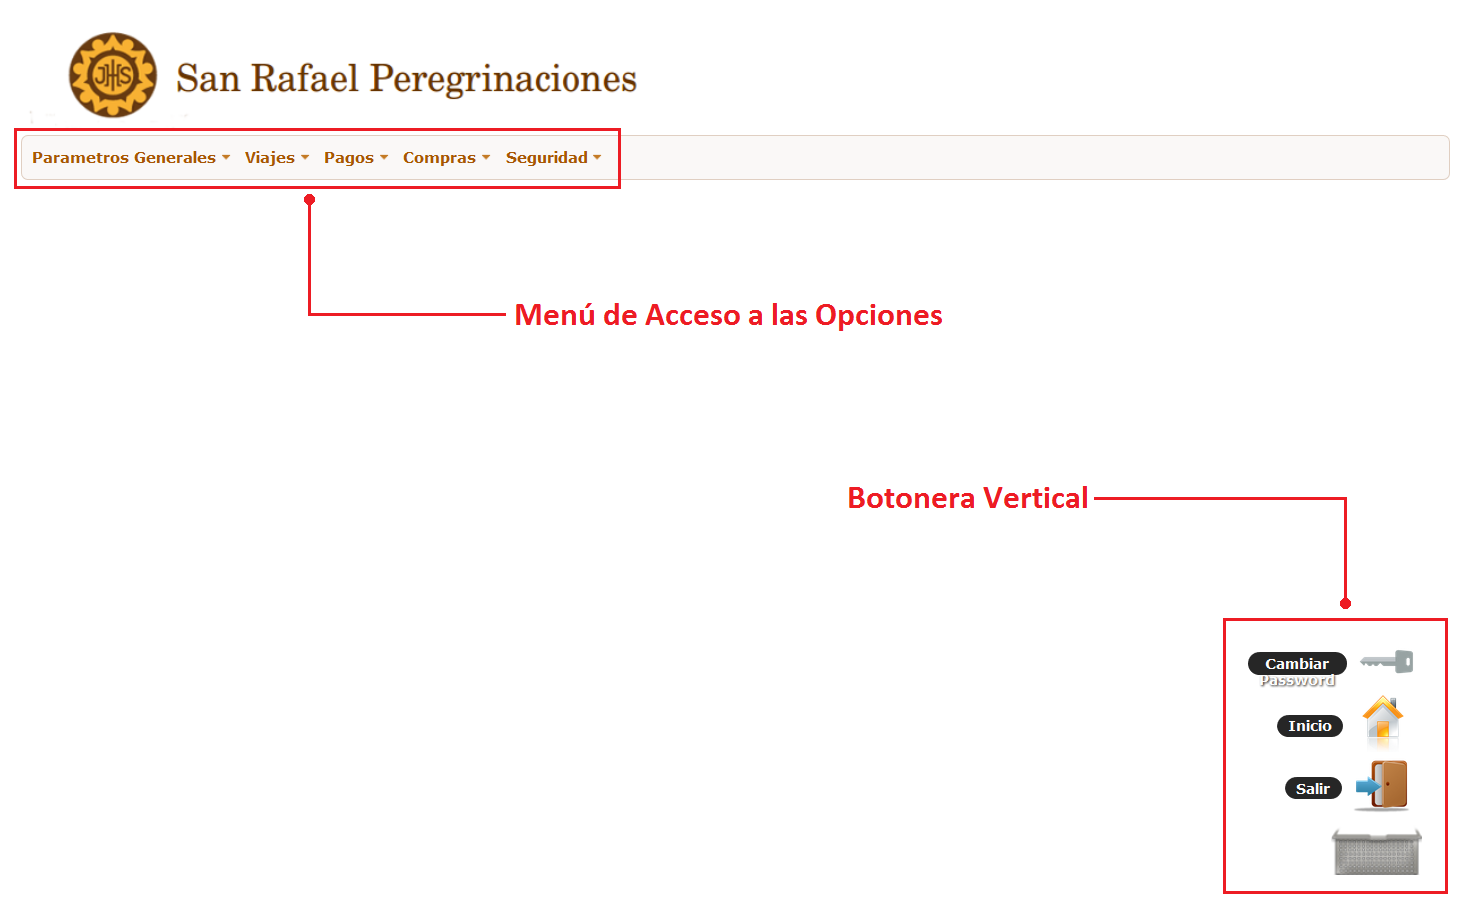 JHS
San Rafael Peregrinaciones
Parametros Generales Viajes Pagos Compras Seguridad
Menú de Acceso a las Opciones
Botonera Vertical
Cambiar
Password
Inicio
Salir